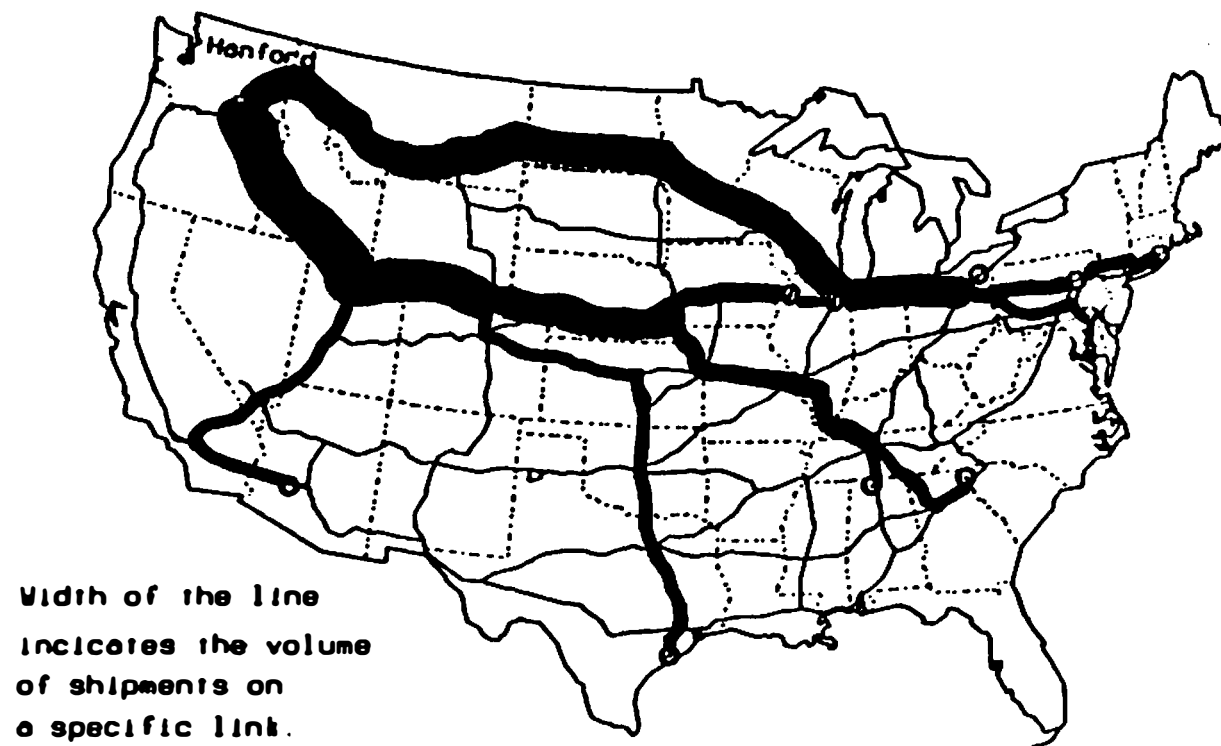 Hanford
Width of the line
incicates the volume
of shipments on
a specific link.